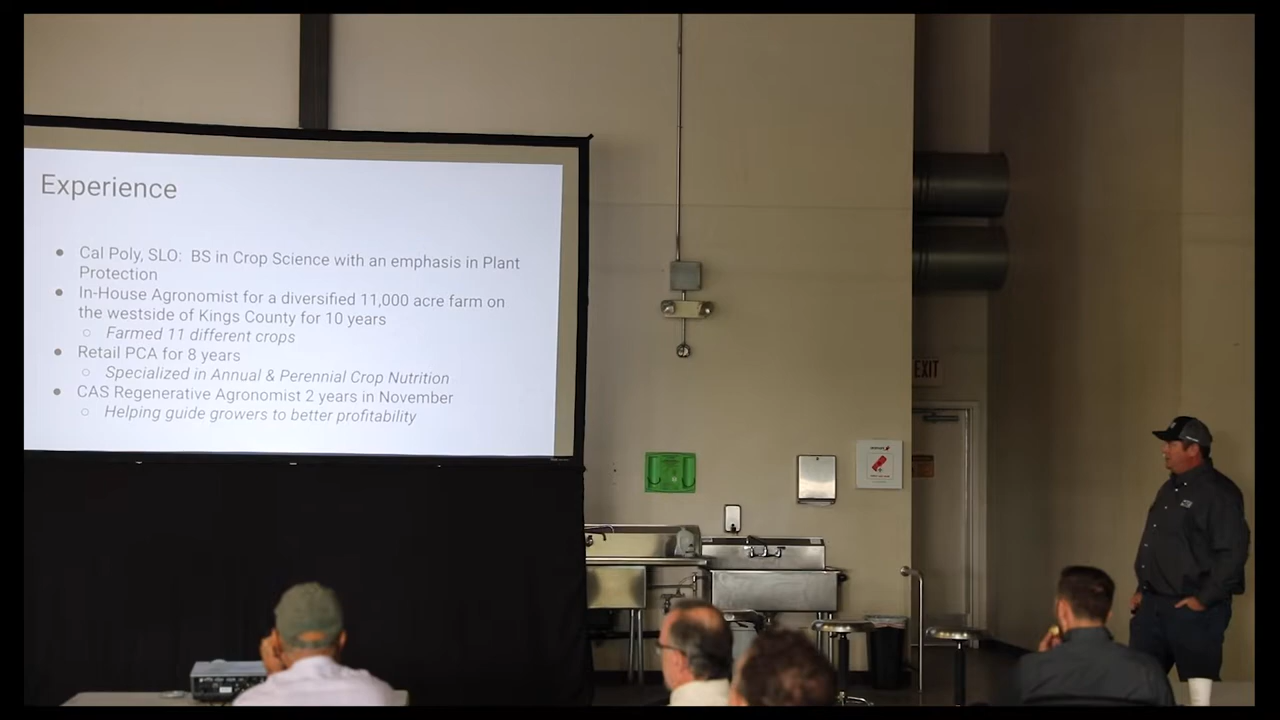 Experience
Cal Poly, SLO: BS in Crop Science with an emphasis in Plant
Protection
In-House Agronomist for a diversified 11,000 acre farm on
the westside of Kings County for 10 years
Farmed 11 different crops
Retail PCA for 8 years
Specialized in Annual & Perennial Crop Nutrition
CAS Regenerative Agronomist 2 years in November
Helping guide growers to better profitability
EXIT